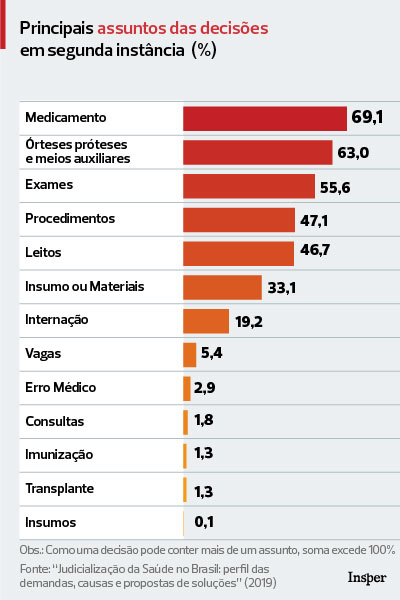 Principais assuntos das decisões
em segunda instância (%)
Medicamento 69,1
Órteses próteses
e meios auxiliares 63,0
Exames 55,6
Procedimentos 47,1
Leitos 46,7
Insumo ou Materiais 33,1
Internação 19,2
Vagas 5,4
Erro Médico 2,9
Consultas 1,8
Imunização 1,3
Transplante 1,3
Insumos 0,1
Obs.: Como uma decisão pode conter mais de um assunto, soma excede 100%
Fonte: “Judicialização da Saúde no Brasil: perfil das
demandas, causas e propostas de soluções” (2019)
Insper